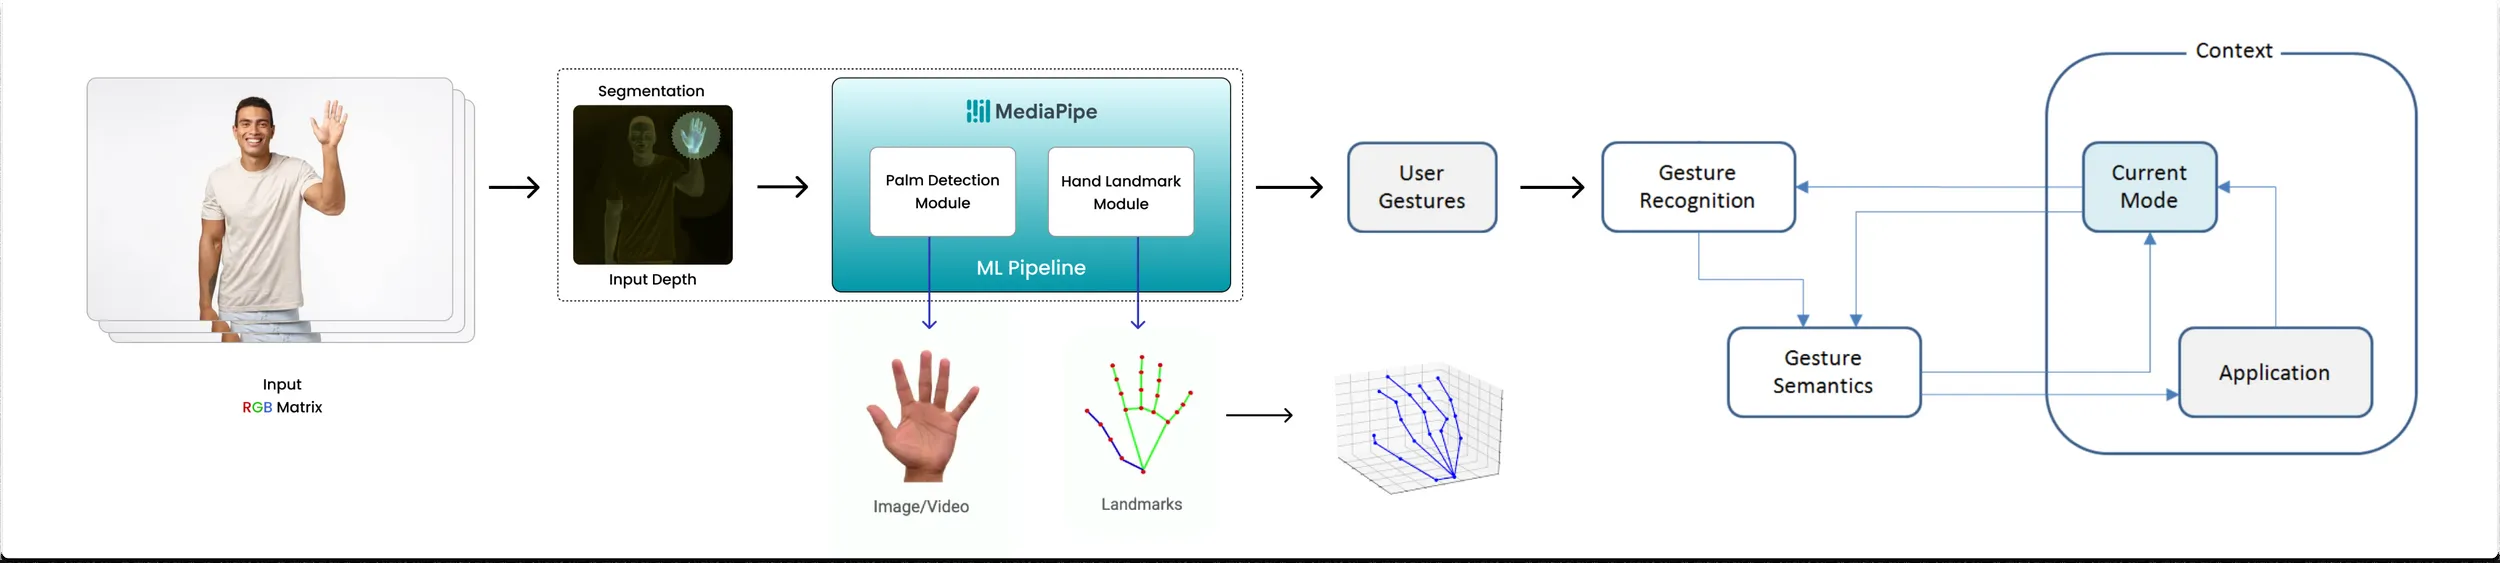 Input
RGB Matrix
Segmentation
Input Depth
MediaPipe
Palm Detection
Module
Hand Landmark
Module
ML Pipeline
Image/Video
Landmarks
User
Gestures
Gesture
Recognition
Gesture
Semantics
Context
Current
Mode
Application